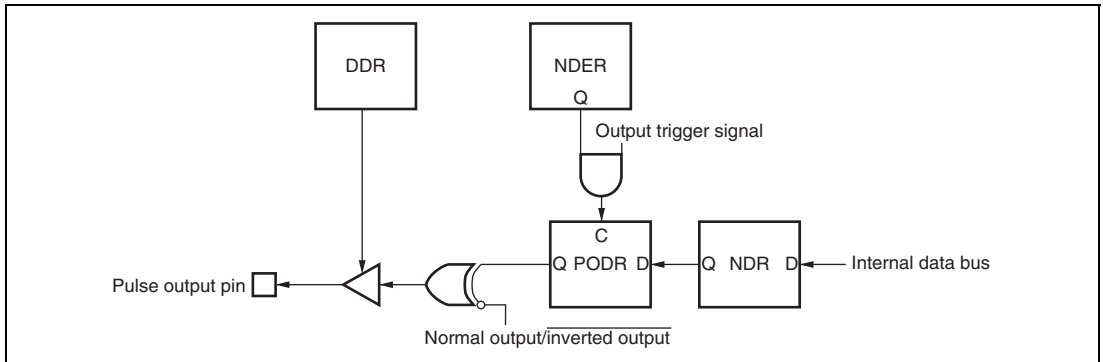 DDR
NDER
Q
Output trigger signal
C
Q PODR D
Q NDR D
Internal data bus
Pulse output pin
Normal output/inverted output